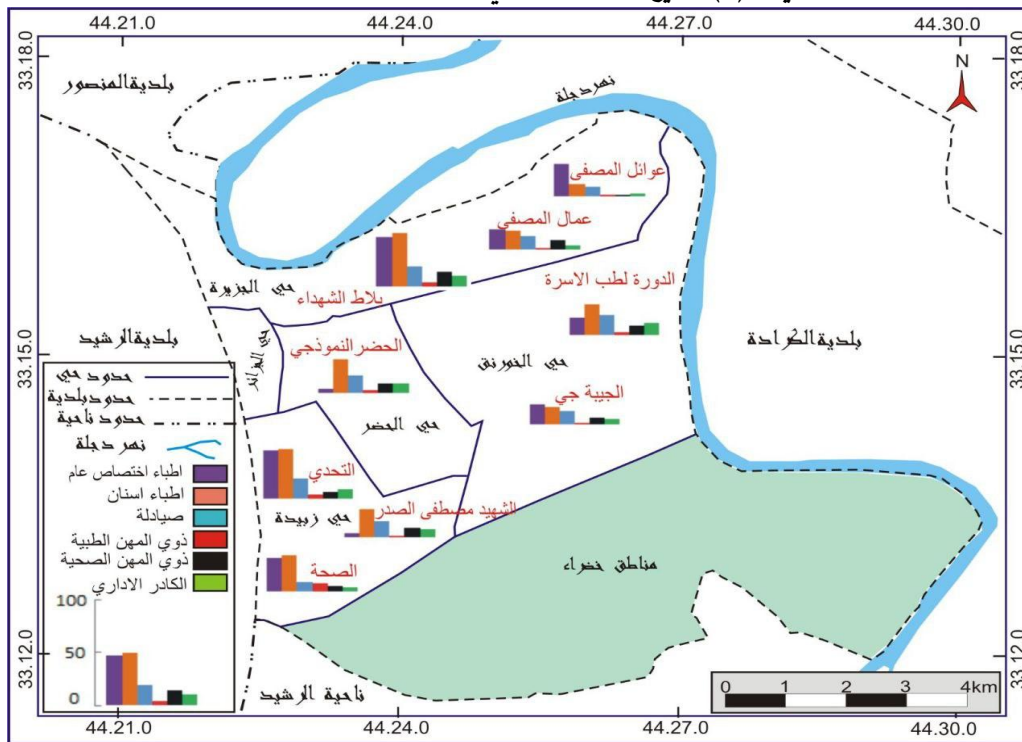 44.21.0
44.24.0
44.27.0
44.30.0
33.18.0
33.18.0
N
بلدية المنصور
نهر دجلة
عوائل المصفى
عمال المصفى
الدورة لطب الاسرة
حي الجزيرة
بلاط الشهداء
بلدية الرشيد
حي الجزائر
الحضر النموذجي
حي الخورنق
بلدية الكرادة
33.15.0
33.15.0
الجيبة جي
حي الحضر
حدود حي
حدود بلدية
حدود ناحية
نهر دجلة
اطباء اختصاص عام
اطباء اسنان
صيادلة
ذوي المهن الطبية
ذوي المهن الصحية
الكادر الاداري
100
50
0
التحدي
حي زبيدة
الشهيد مصطفى الصدر
الصحة
مناطق خضراء
33.12.0
33.12.0
ناحية الرشيد
0 1 2 3 4km
44.21.0
44.24.0
44.27.0
44.30.0